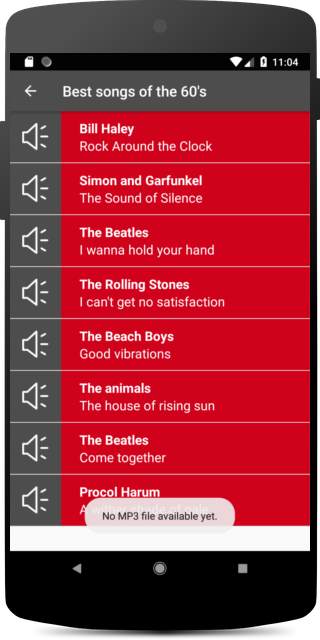 11:04
Best songs of the 60's
Bill Haley
Rock Around the Clock
Simon and Garfunkel
The Sound of Silence
The Beatles
I wanna hold your hand
The Rolling Stones
I can't get no satisfaction
The Beach Boys
Good vibrations
The animals
The house of rising sun
The Beatles
Come together
Procol Harum
A
No MP3 file available yet.